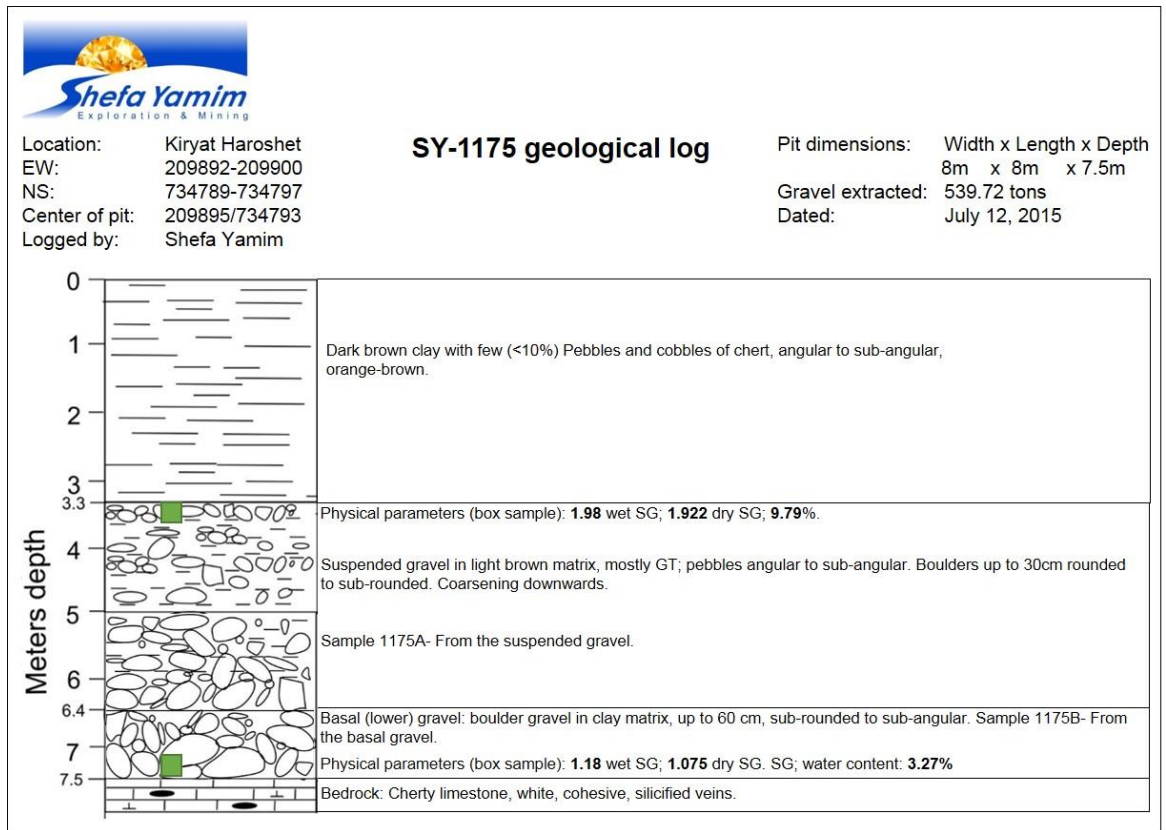 Shefa Yamim
Exploration & Mining
SY-1175 geological log
Location: Kiryat Haroshet
EW: 209892-209900
NS: 734789-734797
Center of pit: 209895/734793
Logged by: Shefa Yamim
Pit dimensions: Width x Length x Depth
8m x 8m x 7.5m
Gravel extracted: 539.72 tons
Dated: July 12, 2015
Meters depth
0
1
2
3
3.3
4
5
6
6.4
7
7.5
Dark brown clay with few (<10%) Pebbles and cobbles of chert, angular to sub-angular,
orange-brown.
Physical parameters (box sample): 1.98 wet SG; 1.922 dry SG; 9.79%.
Suspended gravel in light brown matrix, mostly GT; pebbles angular to sub-angular. Boulders up to 30cm rounded
to sub-rounded. Coarsening downwards.
Sample 1175A- From the suspended gravel.
Basal (lower) gravel: boulder gravel in clay matrix, up to 60 cm, sub-rounded to sub-angular. Sample 1175B- From
the basal gravel.
Physical parameters (box sample): 1.18 wet SG; 1.075 dry SG. SG; water content: 3.27%
Bedrock: Cherty limestone, white, cohesive, silicified veins.